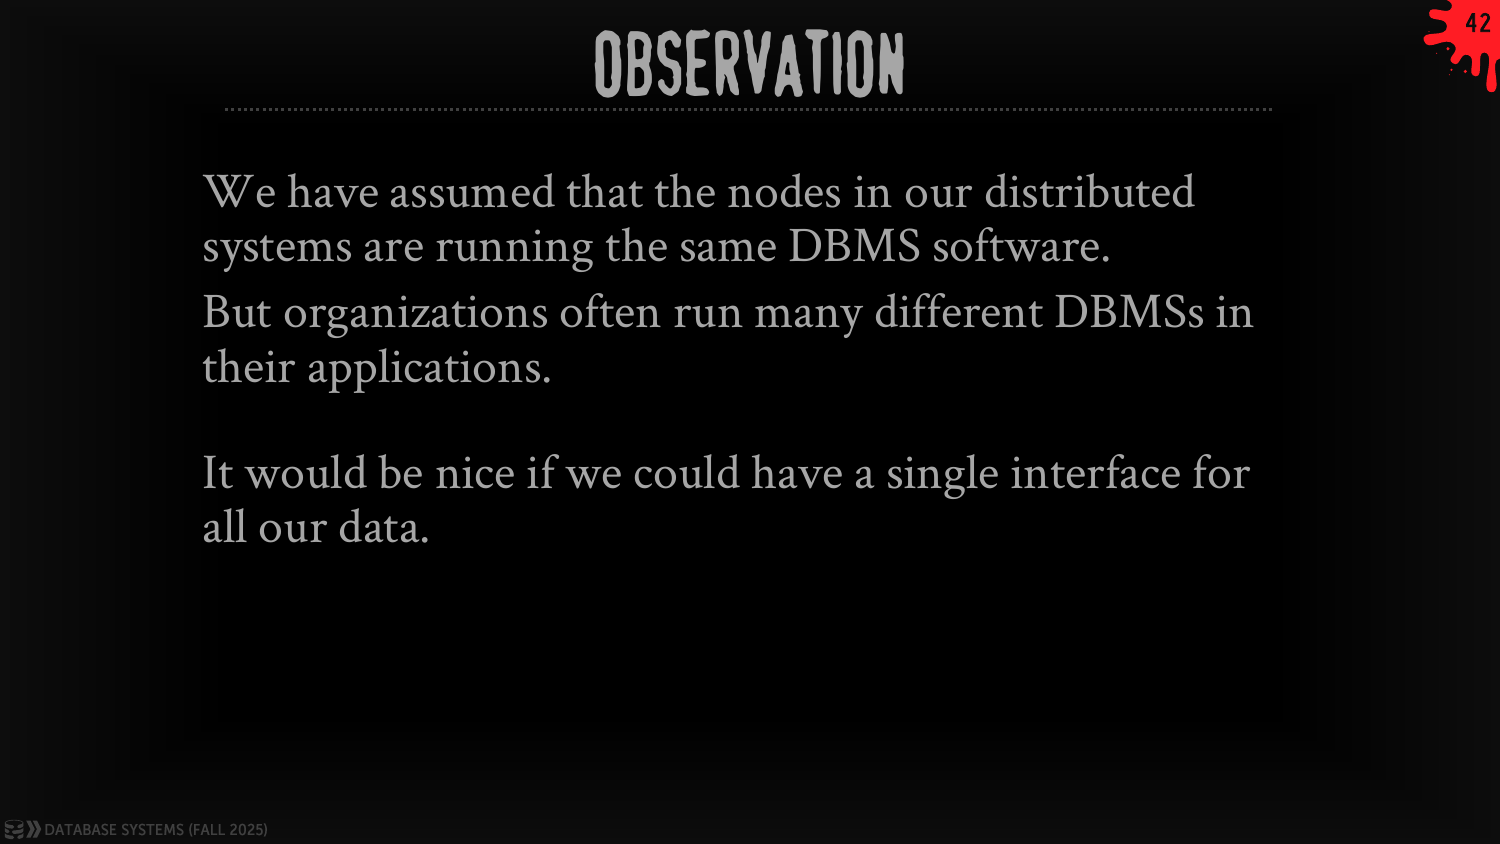 OBSERVATION
42
We have assumed that the nodes in our distributed
systems are running the same DBMS software.
But organizations often run many different DBMSs in
their applications.
It would be nice if we could have a single interface for
all our data.
DATABASE SYSTEMS (FALL 2025)